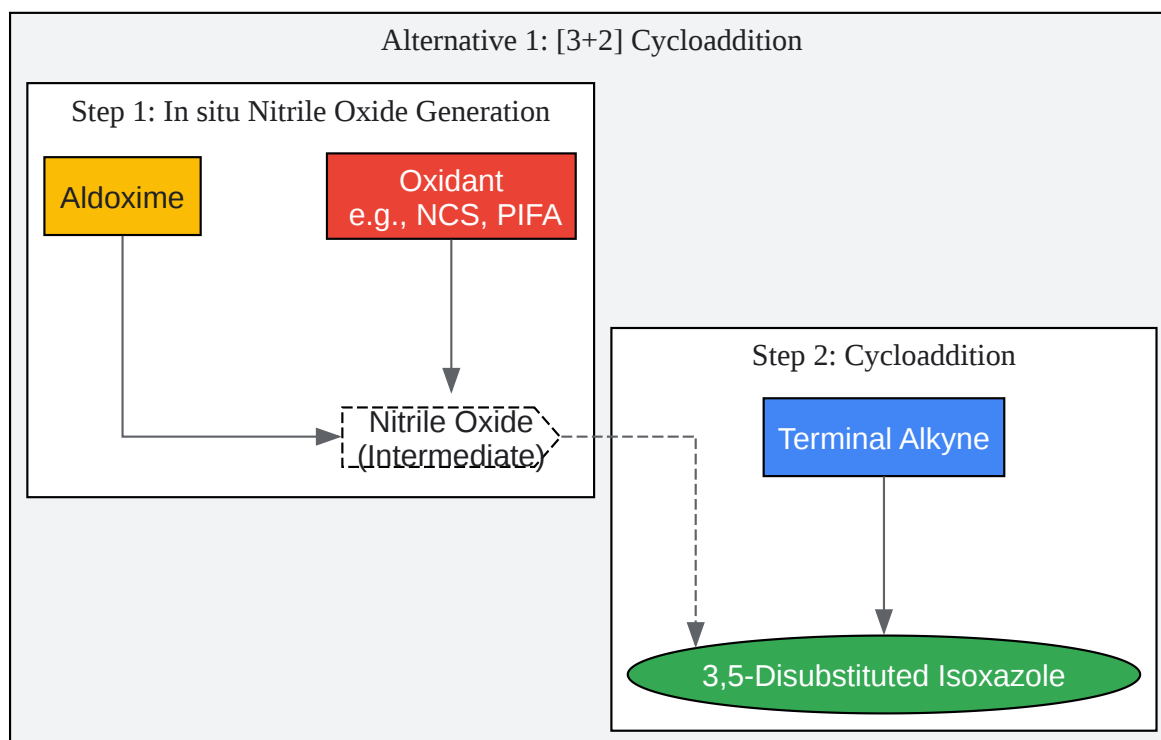 Alternative 1: [3+2] Cycloaddition
Step 1: In situ Nitrile Oxide Generation
Aldoxime
Oxidant
e.g., NCS, PIFA
Nitrile Oxide
(Intermediate)
Step 2: Cycloaddition
Terminal Alkyne
3,5-Disubstituted Isoxazole